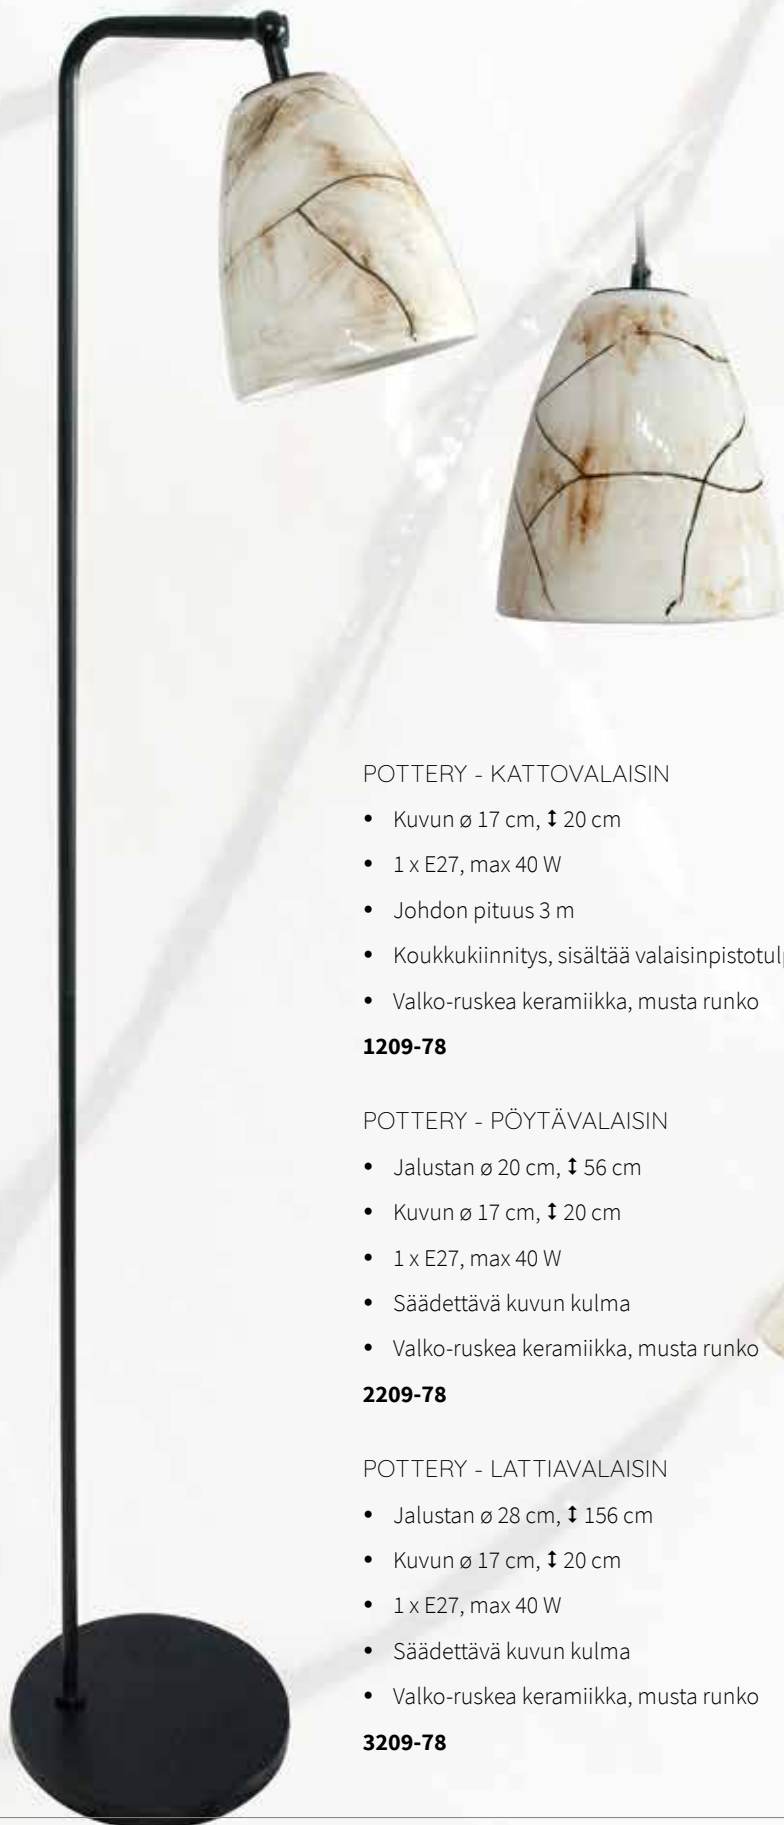 POTTERY - KATTOVALAISIN
• Kuvun ø 17 cm, ↕ 20 cm
• 1 x E27, max 40 W
• Johdon pituus 3 m
• Koukkukiinnitys, sisältää
• Valko-ruskea keramiikka, musta runko
1209-78
POTTERY - PÖYTÄVALAISIN
• Jalustan ø 20 cm, ↕ 56 cm
• Kuvun ø 17 cm, ↕ 20 cm
• 1 x E27, max 40 W
• Säädettävä kuvun kulma
• Valko-ruskea keramiikka, musta runko
2209-78
POTTERY - LATTIAVALAISIN
• Jalustan ø 28 cm, ↕ 156 cm
• Kuvun ø 17 cm, ↕ 20 cm
• 1 x E27, max 40 W
• Säädettävä kuvun kulma
• Valko-ruskea keramiikka, musta runko
3209-78